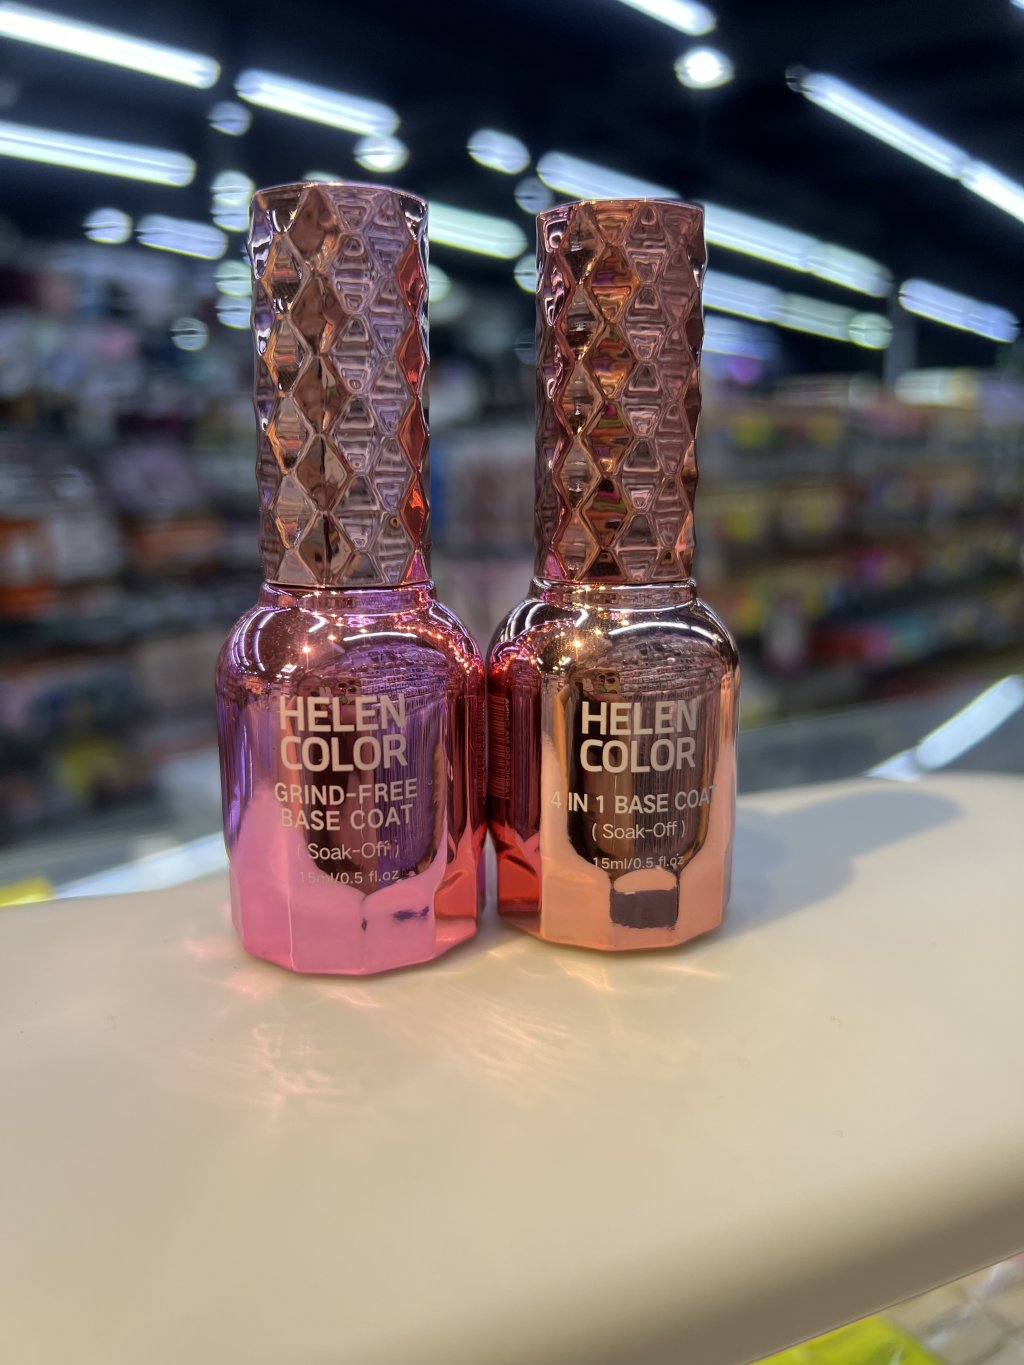 HELEN
COLOR
GRIND-FREE
BASE COAT
( Soak-Off )
15ml/0.5 fl.oz
HELEN
COLOR
4 IN 1 BASE COAT
( Soak-Off )
15ml/0.5 fl.oz